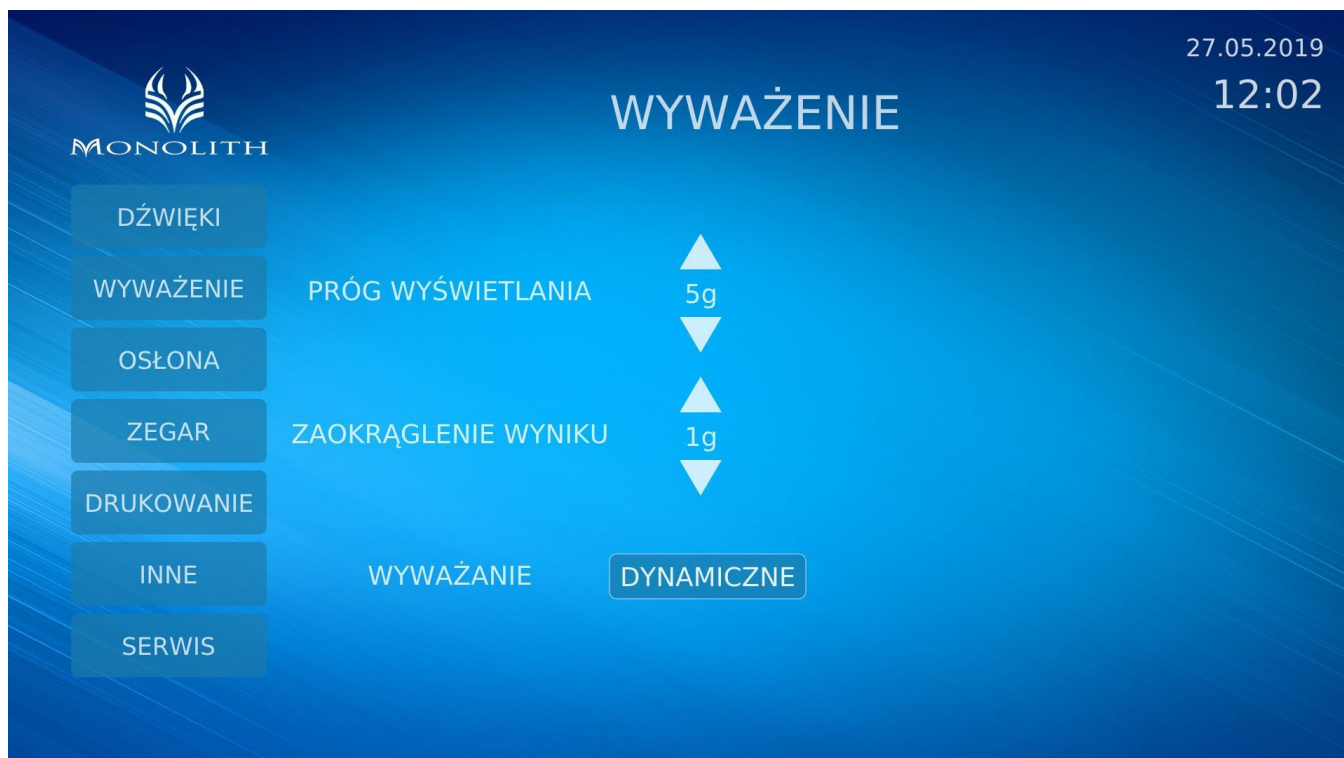 27.05.2019
12:02
MONOLITH
WYWAŻENIE
DŹWIĘKI
WYWAŻENIE
OSŁONA
ZEGAR
DRUKOWANIE
INNE
SERWIS
PRÓG WYŚWIETLANIA 5g
ZAOKRĄGLENIE WYNIKU 1g
WYWAŻANIE DYNAMICZNE